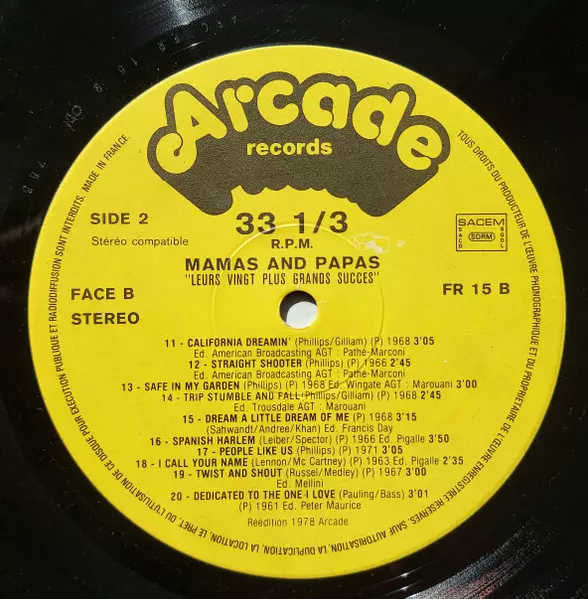 Arcade
records
SIDE 2
33 1/3
R.P.M.
Stéréo compatible
SACEM
SACD
SDRM
SGDL
MAMAS AND PAPAS
"LEURS VINGT PLUS GRANDS SUCCES"
FACE B
STEREO
FR 15 B
11 - CALIFORNIA DREAMIN' (Phillips/Gilliam) (P) 1968 3'05
Ed. American Broadcasting AGT : Pathé-Marconi
12 - STRAIGHT SHOOTER (Phillips) (P) 1966 2'45
Ed. American Broadcasting AGT : Pathé-Marconi
13 - SAFE IN MY GARDEN (Phillips) (P) 1968 Ed. Wingate AGT : Marouani 3'00
14 - TRIP STUMBLE AND FALL (Phillips/Gilliam) (P) 1968 2'45
Ed. Trousdale AGT : Marouani
15 - DREAM A LITTLE DREAM OF ME (P) 1968 3'15
(Sahwandt/Andree/Khan) Ed. Francis Day
16 - SPANISH HARLEM (Leiber/Spector) (P) 1966 Ed. Pigalle 3'50
17 - PEOPLE LIKE US (Phillips) (P) 1971 3'05
18 - I CALL YOUR NAME (Lennon/Mc Cartney) (P) 1963 Ed. Pigalle 2'35
19 - TWIST AND SHOUT (Russel/Medley) (P) 1967 3'00
Ed. Mellini
20 - DEDICATED TO THE ONE I LOVE (Pauling/Bass) 3'01
(P) 1961 Ed. Peter Maurice
Réédition 1978 Arcade
TOUS DROITS DU PRODUCTEUR DE L'ŒUVRE PHONOGRAPHIQUE ET DU PROPRIETAIRE DE L'ŒUVRE ENREGISTREE RESERVES. SAUF AUTORISATION, LA DUPLICATION, LA LOCATION, LE PRET, OU L'UTILISATION DE CE DISQUE POUR EXECUTION PUBLIQUE ET RADIODIFFUSION SONT INTERDITS. MADE IN FRANCE.